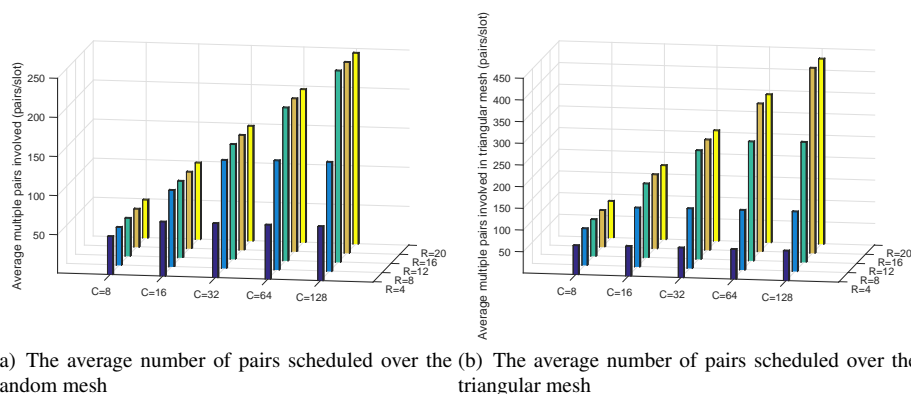 Average multiple pairs involved (pairs/slot)
250
200
150
100
50
C=8
C=16
C=32
C=64
C=128
R=20
R=16
R=12
R=8
R=4
Average multiple pairs involved in triangular mesh (pairs/slot)
450
400
350
300
250
200
150
100
50
C=8
C=16
C=32
C=64
C=128
R=20
R=16
R=12
R=8
R=4
a) The average number of pairs scheduled over the
andom mesh
(b) The average number of pairs scheduled over the
triangular mesh